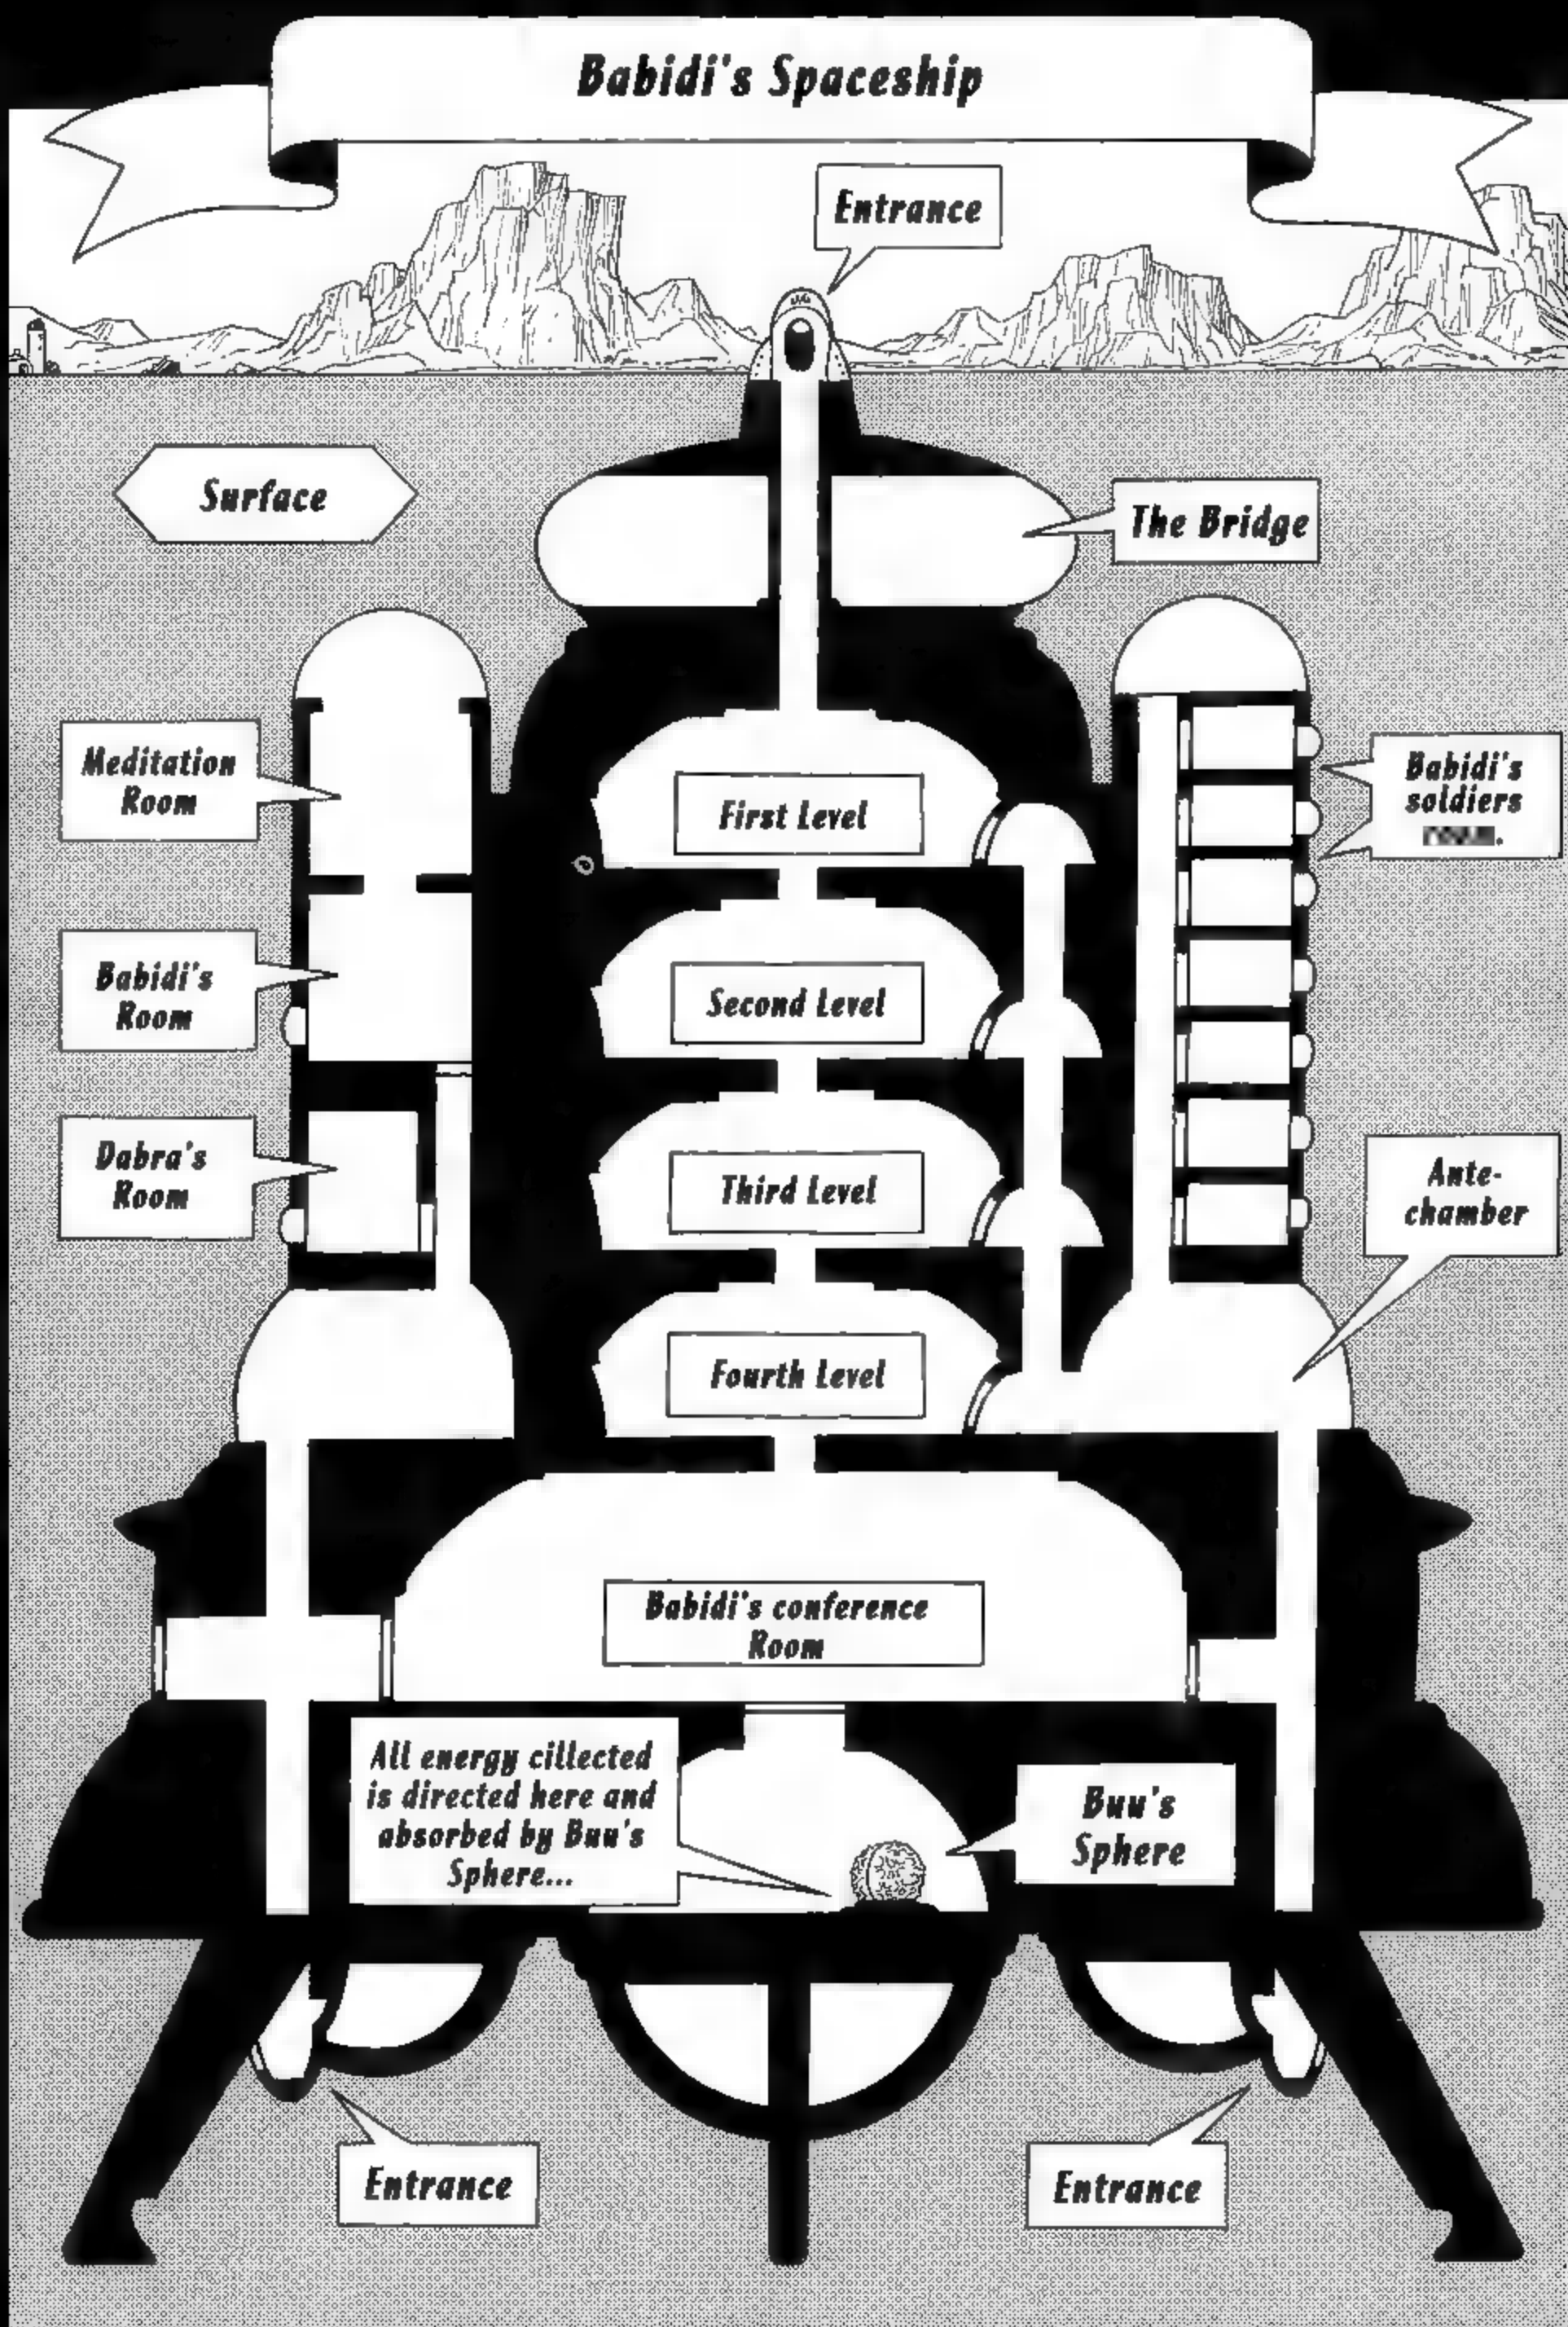 Babidi's Spaceship
Entrance
Surface
The Bridge
Meditation
Room
Babidi's
soldiers
First Level
Babidi's
Room
Second Level
Dabra's
Room
Third Level
Ante-
chamber
Fourth Level
Babidi's conference
Room
All energy cillected
is directed here and
absorbed by Buu's
Sphere...
Buu's
Sphere
Entrance
Entrance